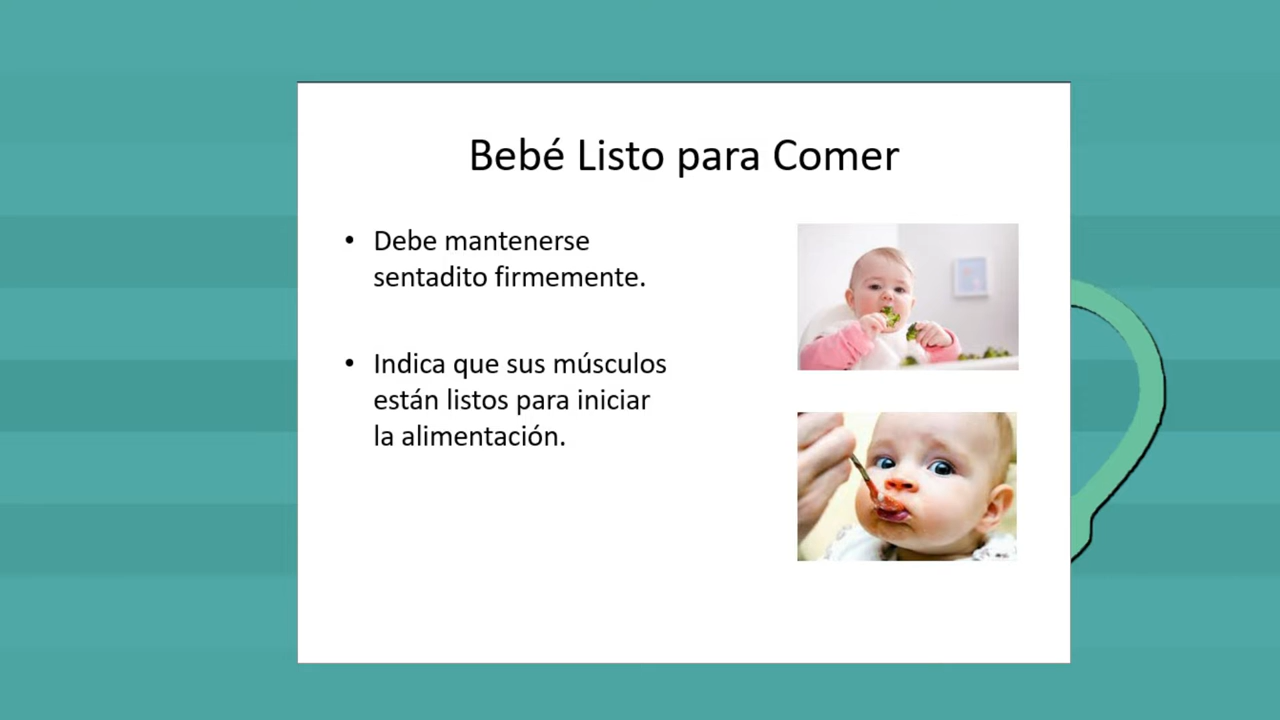 Bebé Listo para Comer
• Debe mantenerse
sentadito firmemente.
• Indica que sus músculos
están listos para iniciar
la alimentación.